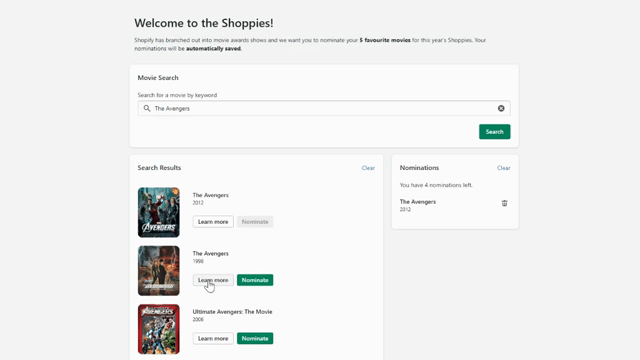 Welcome to the Shoppies!
Shopify has branched out into movie awards shows and we want you to nominate your 5 favourite movies for this year's Shoppies. Your
nominations will be automatically saved.
Movie Search
Search for a movie by keyword
The Avengers
Search
Search Results
Clear
The Avengers
2012
Learn more
Nominate
AVENGERS
The Avengers
1998
Learn more
Nominate
Ultimate Avengers: The Movie
2006
Learn more
Nominate
AVENGERS
Nominations
Clear
You have 4 nominations left.
The Avengers
2012